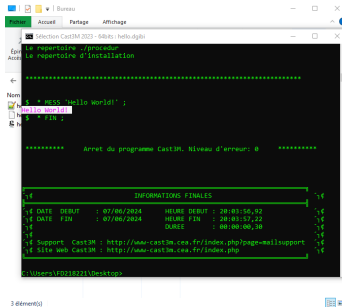 Bureau
Fichier Accueil Partage Affichage
Sélection Cast3M 2023 - 64bits : hello.dgibi
Le repertoire ./procedur
Le repertoire d'installation
$ * MESS 'Hello World!' ;
Hello World!
$ * FIN ;
********** Arret du programme Cast3M. Niveau d'erreur: 0 **********
INFORMATIONS FINALES
DATE DEBUT : 07/06/2024 HEURE DEBUT : 20:03:56,92
DATE FIN : 07/06/2024 HEURE FIN : 20:03:57,22
DUREE : 00:00:00,30
Support Cast3M : http://www-cast3m.cea.fr/index.php?page=mailsupport
Site Web Cast3M : http://www-cast3m.cea.fr/index.php
C:\Users\FD218221\Desktop>
3 élément(s)